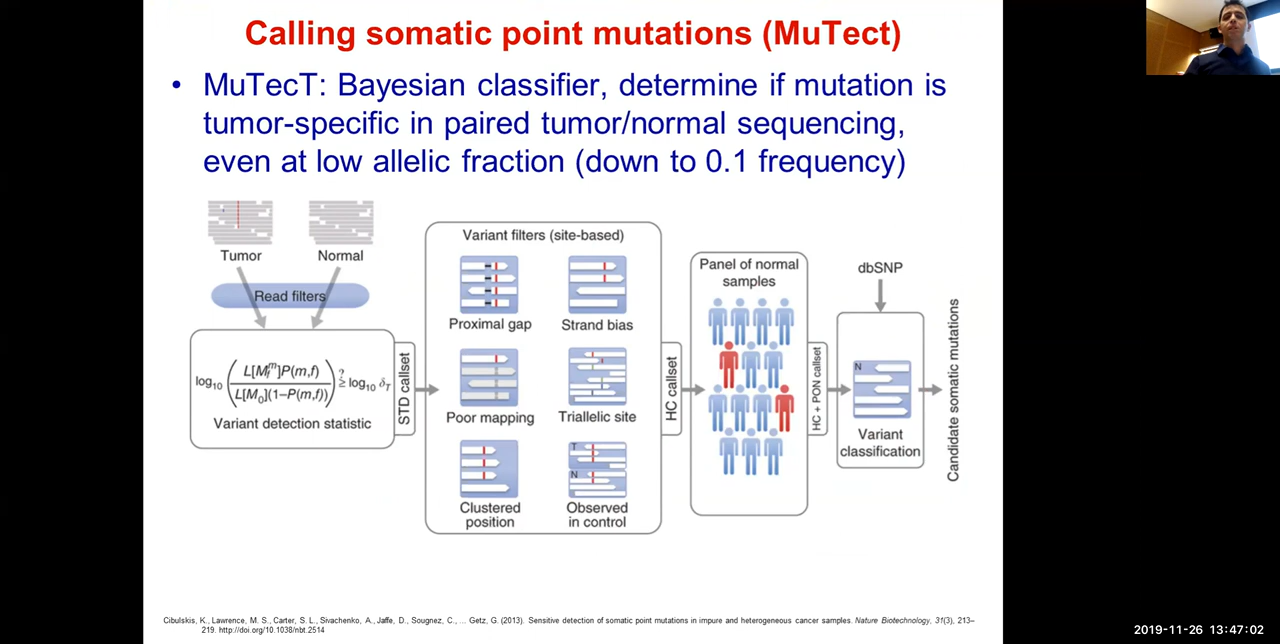 Calling somatic point mutations (MuTect)
• MuTecT: Bayesian classifier, determine if mutation is
tumor-specific in paired tumor/normal sequencing,
even at low allelic fraction (down to 0.1 frequency)
Tumor
Normal
Read filters
log10 (L[M_f^m]P(m,f) / L[M_0](1–P(m,f))) ≥? log10 δ_T
Variant detection statistic
STD callset
Variant filters (site-based)
Proximal gap
Strand bias
Poor mapping
Triallelic site
Clustered
position
T
N
Observed
in control
HC callset
Panel of normal
samples
HC + PON callset
dbSNP
N
Variant
classification
Candidate somatic mutations
Cibulskis, K., Lawrence, M. S., Carter, S. L., Sivachenko, A., Jaffe, D., Sougnez, C., ... Getz, G. (2013). Sensitive detection of somatic point mutations in impure and heterogeneous cancer samples. Nature Biotechnology, 31(3), 213–
219. http://doi.org/10.1038/nbt.2514
2019-11-26 13:47:02